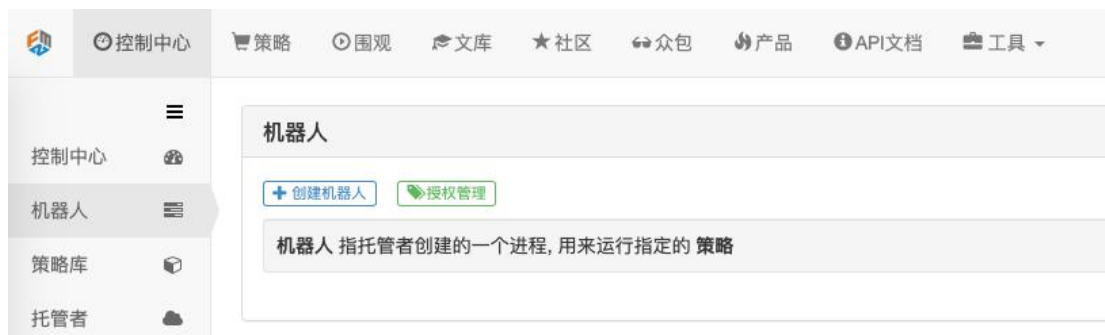 FMZ
控制中心 策略 围观 文库 社区 众包 产品 API文档 工具
控制中心
机器人
策略库
托管者
机器人
创建机器人 授权管理
机器人 指托管者创建的一个进程, 用来运行指定的 策略